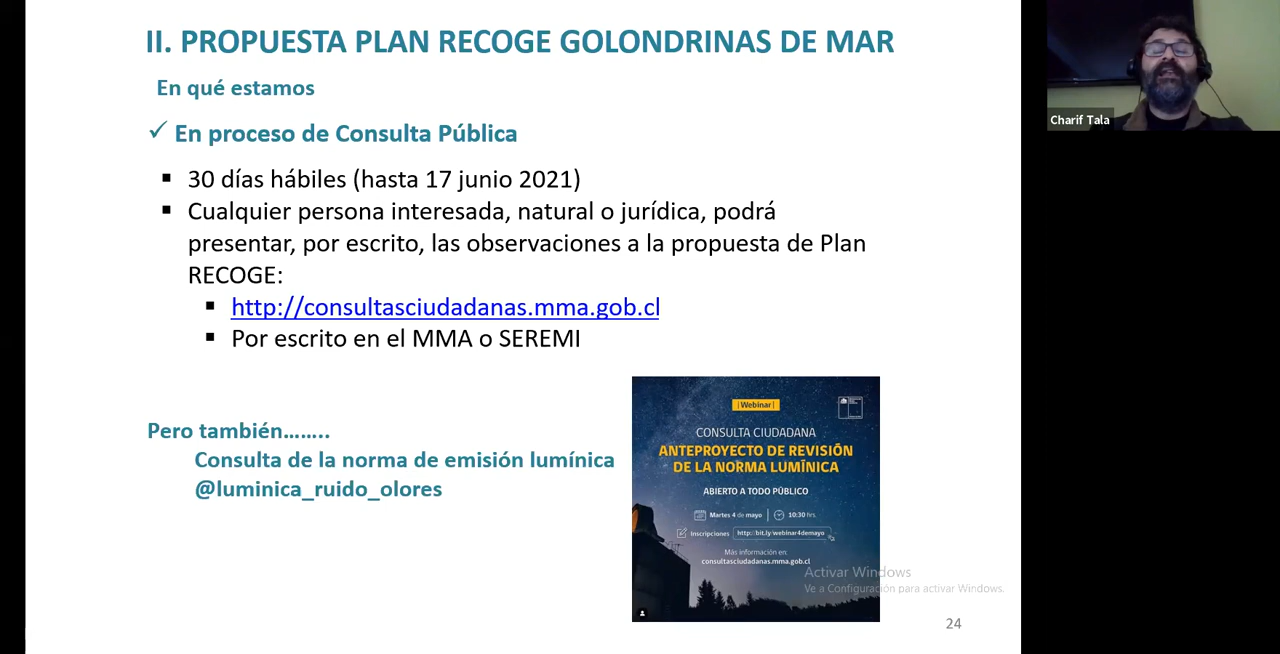 II. PROPUESTA PLAN RECOGE GOLONDRINAS DE MAR
En qué estamos
✓ En proceso de Consulta Pública
▪ 30 días hábiles (hasta 17 junio 2021)
▪ Cualquier persona interesada, natural o jurídica, podrá
presentar, por escrito, las observaciones a la propuesta de Plan
RECOGE:
▪ http://consultasciudadanas.mma.gob.cl
▪ Por escrito en el MMA o SEREMI
Pero también……..
Consulta de la norma de emisión lumínica
@luminica_ruido_olores
|Webinar|
CONSULTA CIUDADANA
ANTEPROYECTO DE REVISIÓN
DE LA NORMA LUMÍNICA
ABIERTO A TODO PÚBLICO
Martes 4 de mayo | 10:30 hrs.
Inscripciones http://bit.ly/webinar4demayo
Más información en:
consultasciudadanas.mma.gob.cl
Activar Windows
Ve a Configuración para activar Windows.
24
Charif Tala